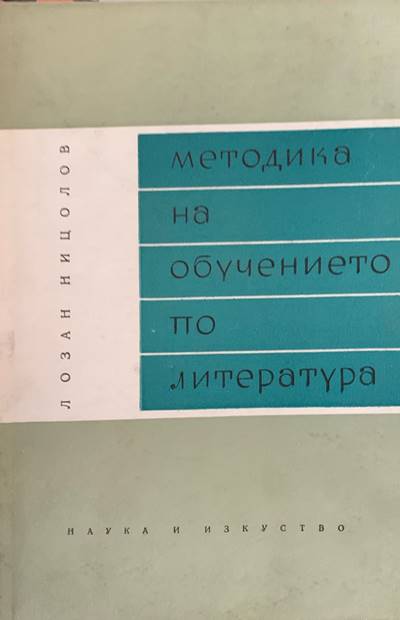 ЛОЗАН НИЦОЛОВ
методика
на
обучението
по
литература
НАУКА И ИЗКУСТВО